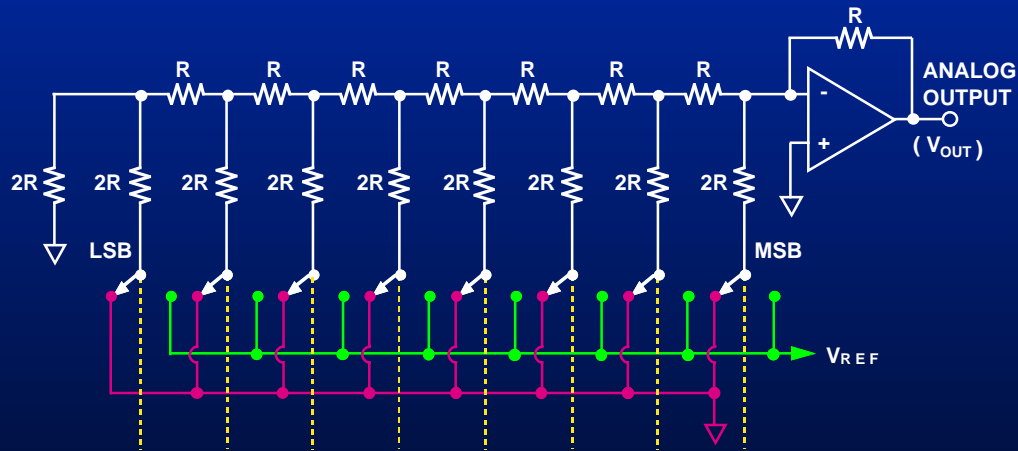 R
R R R R R R R
ANALOG
OUTPUT
-
+
( VOUT )
2R 2R 2R 2R 2R 2R 2R 2R 2R
LSB MSB
VREF